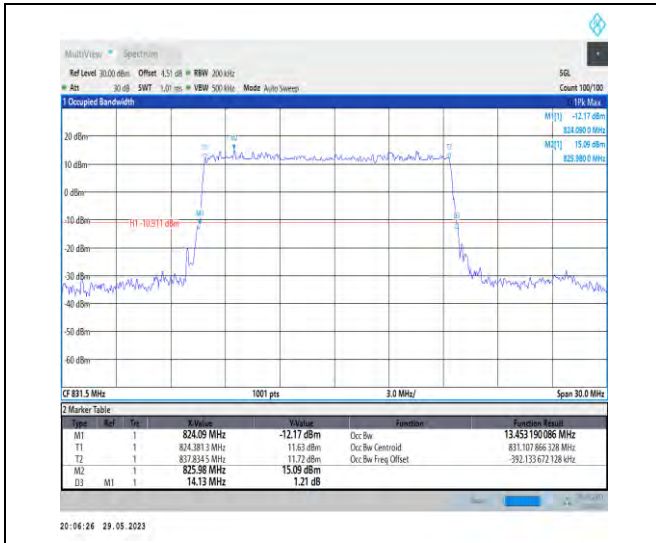 MultiView Spectrum
Ref Level 30.00 dBm Offset 4.51 dB RBW 200 kHz SGL
Att 30 dB SWT 1.01 ms VBW 500 kHz Mode Auto Sweep Count 100/100
1 Occupied Bandwidth 1Pk Max
M1[1] -12.17 dBm
824.090 0 MHz
M2[1] 15.09 dBm
825.980 0 MHz
20 dBm
T1 M2 T2
10 dBm
0 dBm
-10 dBm
M1 D3
H1 -10.911 dBm
-20 dBm
-30 dBm
-40 dBm
-50 dBm
-60 dBm
CF 831.5 MHz 1001 pts 3.0 MHz/ Span 30.0 MHz
2 Marker Table
Type Ref Trc X-Value Y-Value Function Function Result
M1 1 824.09 MHz -12.17 dBm Occ Bw 13.453 190 086 MHz
T1 1 824.381 3 MHz 11.63 dBm Occ Bw Centroid 831.107 866 328 MHz
T2 1 837.834 5 MHz 11.72 dBm Occ Bw Freq Offset -392.133 672 128 kHz
M2 1 825.98 MHz 15.09 dBm
D3 M1 1 14.13 MHz 1.21 dB
20:06:26 29.05.2023